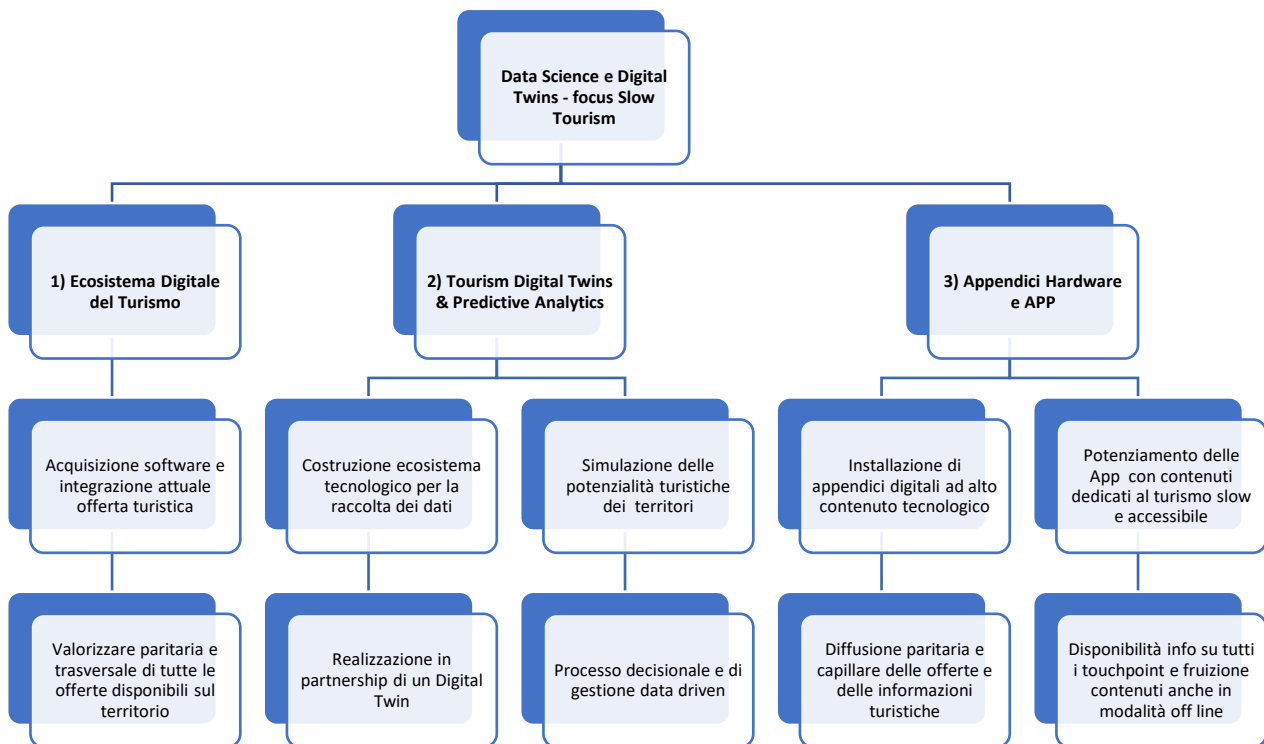 Data Science e Digital
Twins - focus Slow
Tourism
1) Ecosistema Digitale
del Turismo
2) Tourism Digital Twins
& Predictive Analytics
3) Appendici Hardware
e APP
Acquisizione software e
integrazione attuale
offerta turistica
Costruzione ecosistema
tecnologico per la
raccolta dei dati
Simulazione delle
potenzialità turistiche
dei territori
Installazione di
appendici digitali ad alto
contenuto tecnologico
Potenziamento delle
App con contenuti
dedicati al turismo slow
e accessibile
Valorizzare paritaria e
trasversale di tutte le
offerte disponibili sul
territorio
Realizzazione in
partnership di un Digital
Twin
Processo decisionale e di
gestione data driven
Diffusione paritaria e
capillare delle offerte e
delle informazioni
turistiche
Disponibilità info su tutti
i touchpoint e fruizione
contenuti anche in
modalità off line